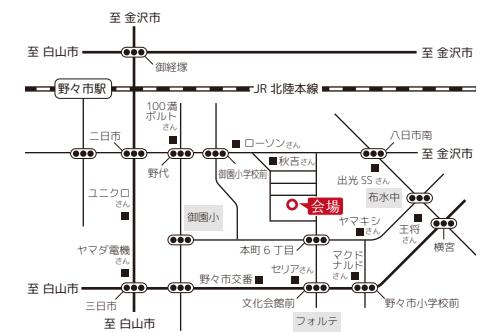 至 金沢市
至 白山市
至 金沢市
御経塚
野々市駅
JR 北陸本線
100満
ボルト
さん
二日市
ローソンさん
八日市南
至 金沢市
野代
御園小学校前
秋吉さん
出光 SS さん
布水中
ユニクロ
さん
会場
御園小
ヤマキシ
さん
王将
さん
横宮
ヤマダ電機
さん
本町 6 丁目
マクド
ナルド
さん
セリアさん
野々市交番
至 白山市
三日市
文化会館前
野々市小学校前
至 白山市
フォルテ